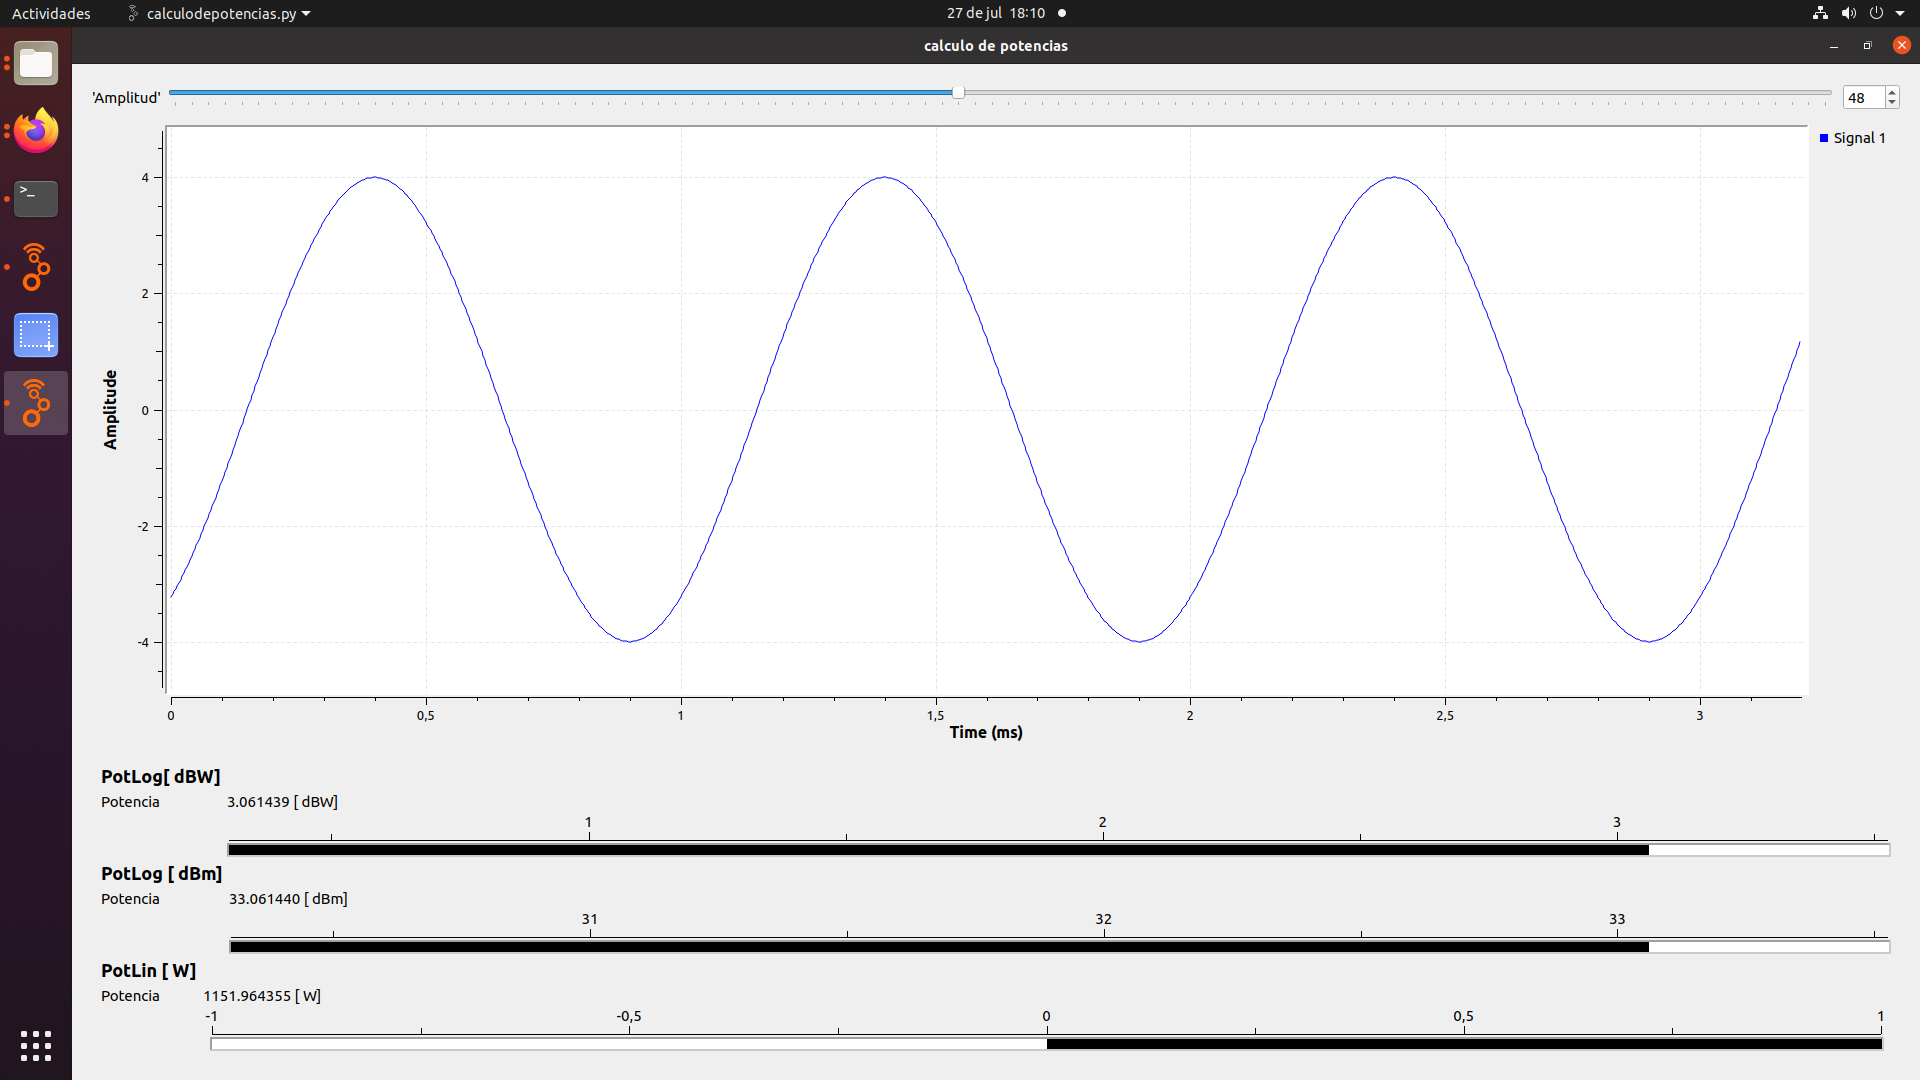 Actividades calculodepotencias.py 27 de jul 18:10
calculo de potencias
'Amplitud' 48
Signal 1
4
2
0
-2
-4
Amplitude
0 0,5 1 1,5 2 2,5 3
Time (ms)
PotLog[ dBW]
Potencia 3.061439 [ dBW]
1 2 3
PotLog [ dBm]
Potencia 33.061440 [ dBm]
31 32 33
PotLin [ W]
Potencia 1151.964355 [ W]
-1 -0,5 0 0,5 1